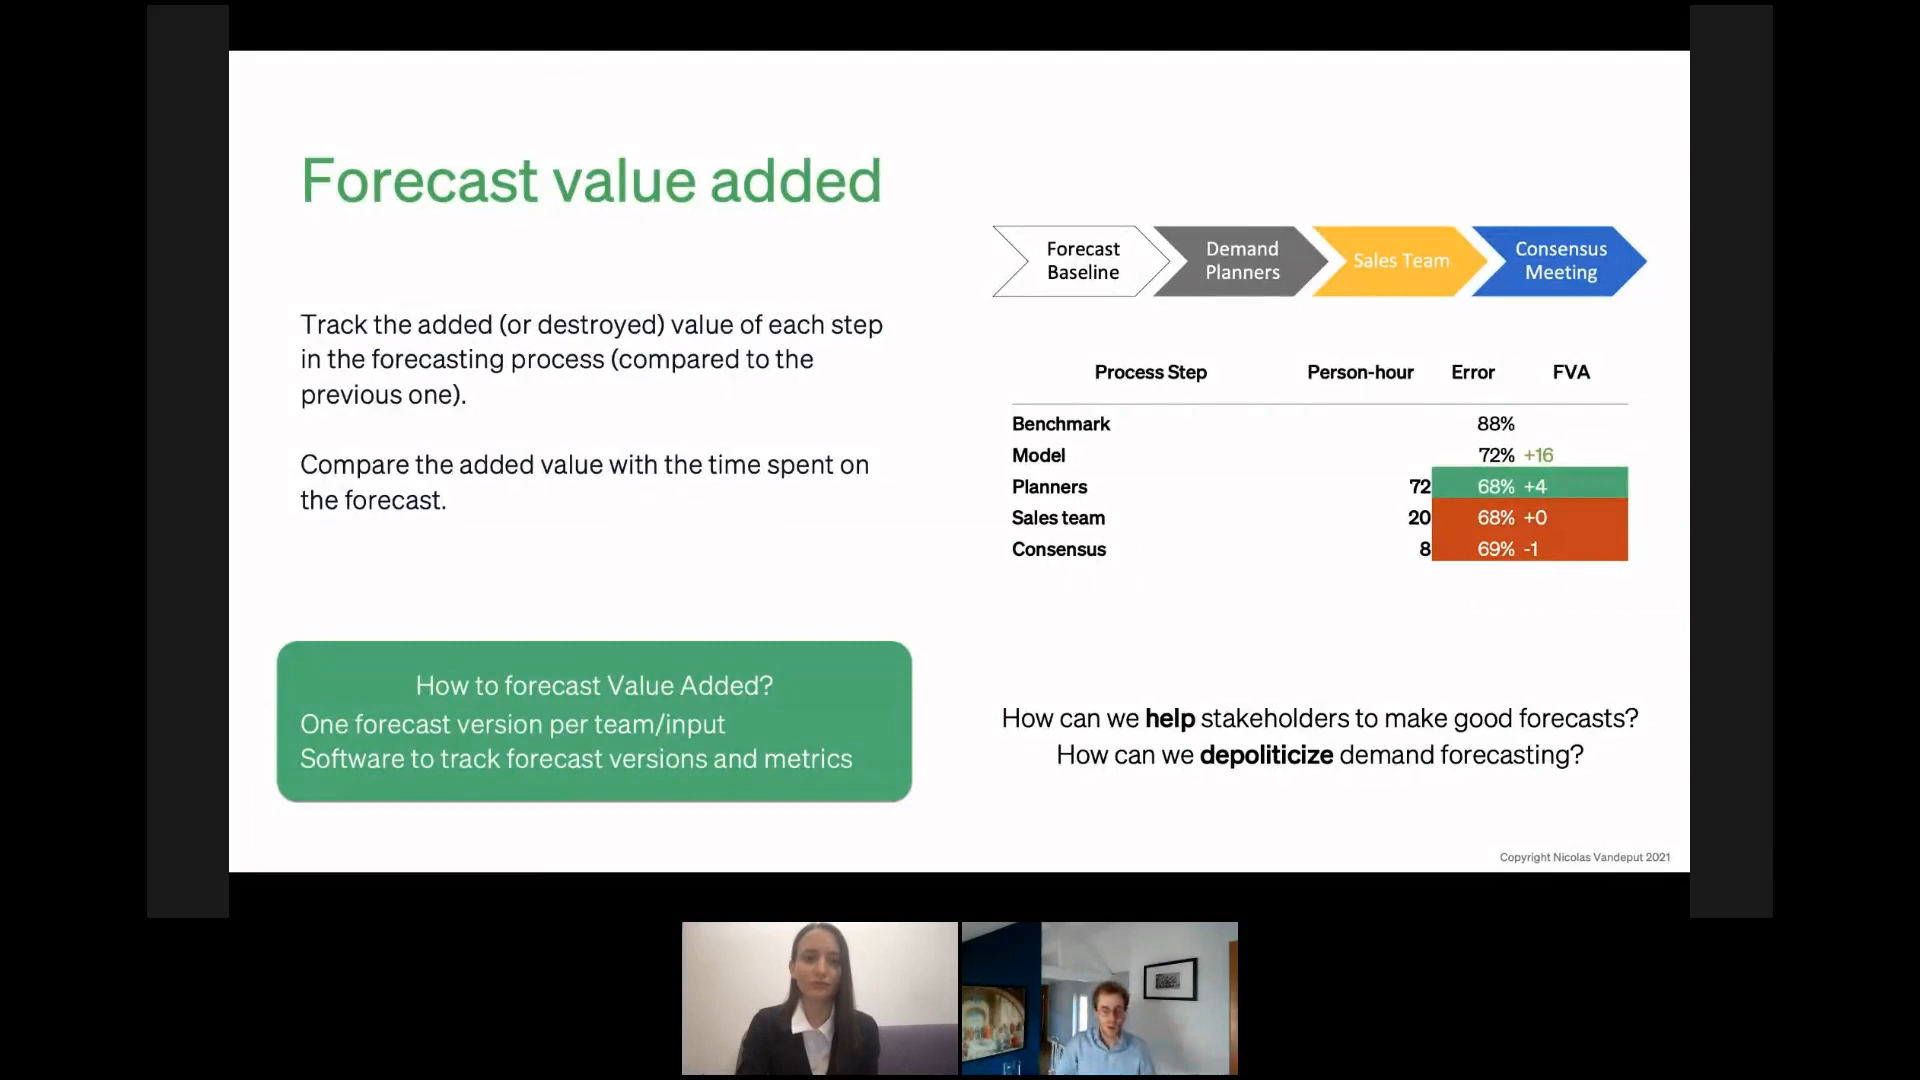 Forecast value added
Track the added (or destroyed) value of each step
in the forecasting process (compared to the
previous one).
Compare the added value with the time spent on
the forecast.
How to forecast Value Added?
One forecast version per team/input
Software to track forecast versions and metrics
Forecast
Baseline
Demand
Planners
Sales Team
Consensus
Meeting
Process Step Person-hour Error FVA
Benchmark 88%
Model 72% +16
Planners 72 68% +4
Sales team 20 68% +0
Consensus 8 69% -1
How can we help stakeholders to make good forecasts?
How can we depoliticize demand forecasting?
Copyright Nicolas Vandeput 2021